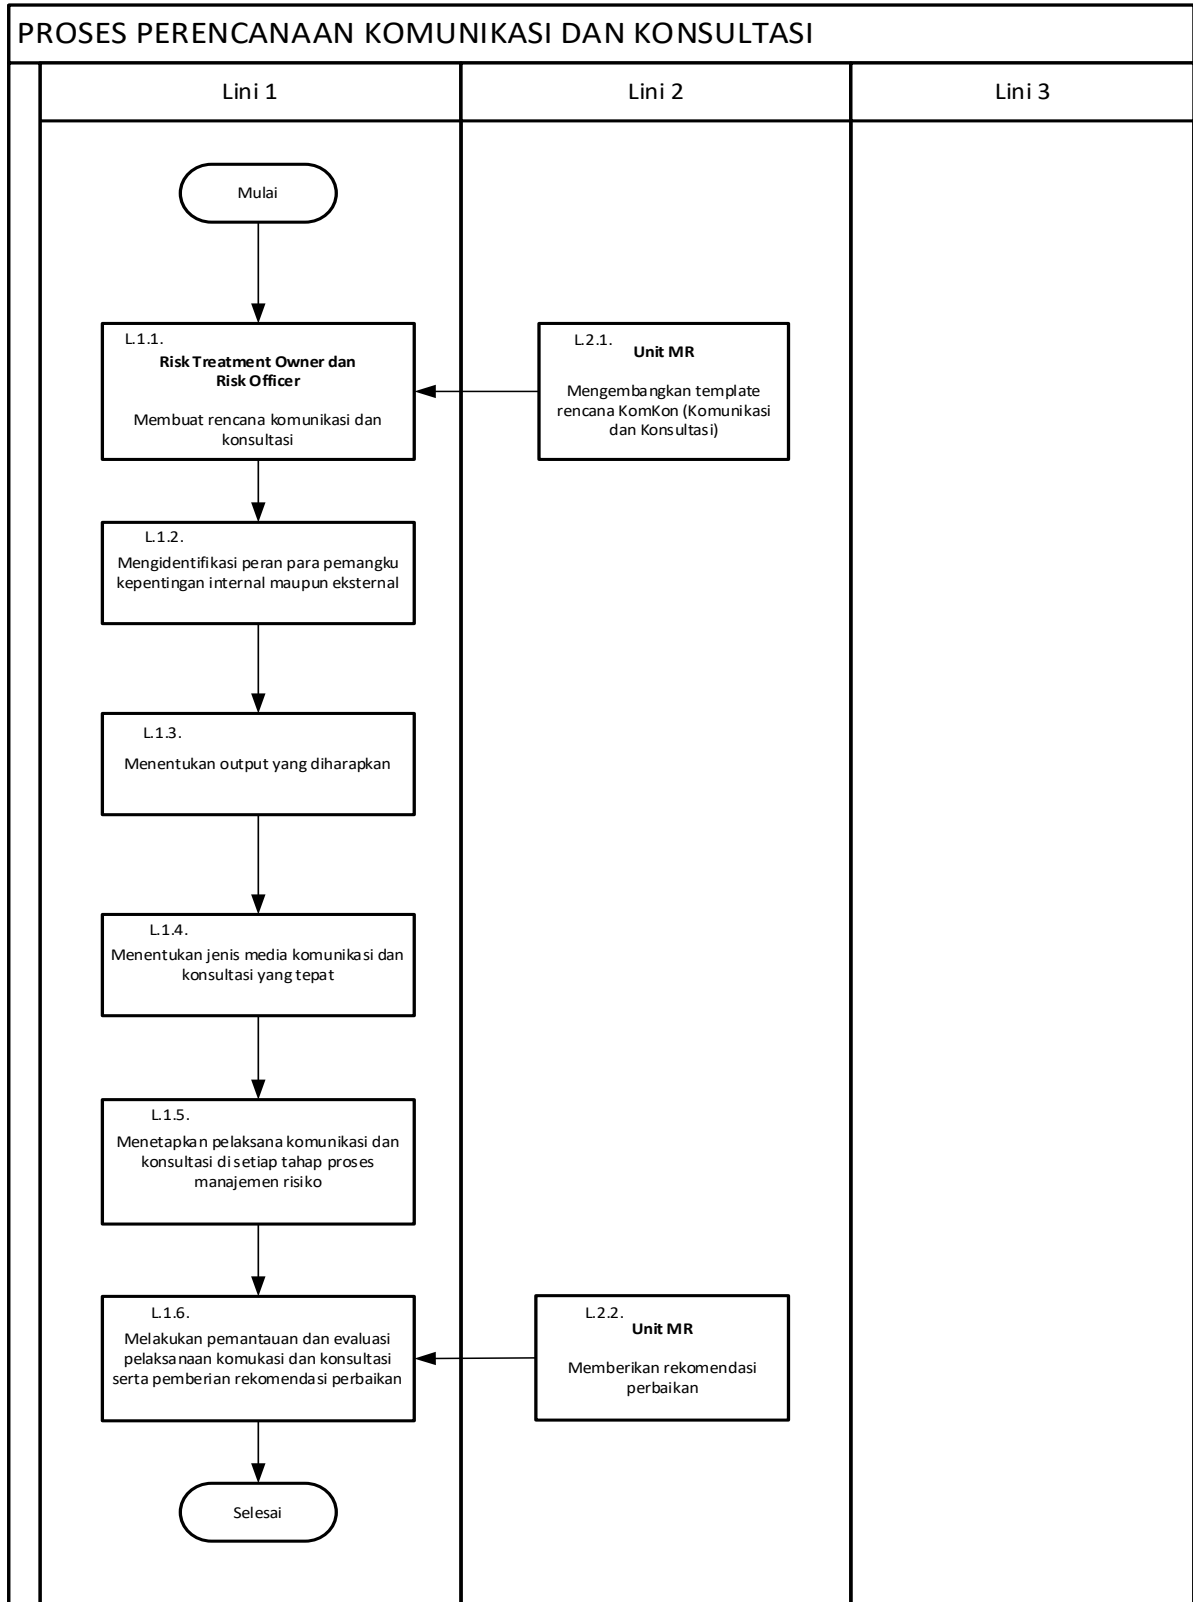 PROSES PERENCANAAN KOMUNIKASI DAN KONSULTASI
Lini 1
Lini 2
Lini 3
Mulai
L.1.1.
Risk Treatment Owner dan
Risk Officer
Membuat rencana komunikasi dan
konsultasi
L.2.1.
Unit MR
Mengembangkan template
rencana KomKon (Komunikasi
dan Konsultasi)
L.1.2.
Mengidentifikasi peran para pemangku
kepentingan internal maupun eksternal
L.1.3.
Menentukan output yang diharapkan
L.1.4.
Menentukan jenis media komunikasi dan
konsultasi yang tepat
L.1.5.
Menetapkan pelaksana komunikasi dan
konsultasi di setiap tahap proses
manajemen risiko
L.1.6.
Melakukan pemantauan dan evaluasi
pelaksanaan komukasi dan konsultasi
serta pemberian rekomendasi perbaikan
L.2.2.
Unit MR
Memberikan rekomendasi
perbaikan
Selesai